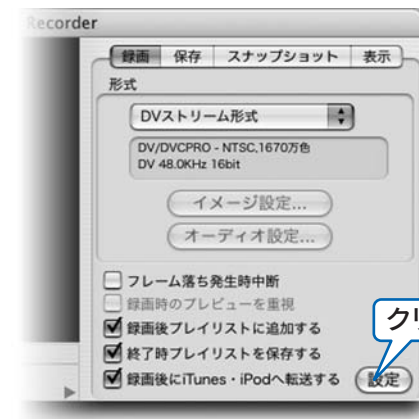 Recorder
録画 保存 スナップショット 表示
形式
DVストリーム形式
DV/DVCPRO - NTSC,1670万色
DV 48.0KHz 16bit
イメージ設定...
オーディオ設定...
フレーム落ち発生時中断
録画時のプレビューを重視
録画後プレイリストに追加する
クリ
終了時プレイリストを保存する
録画後にiTunes・iPodへ転送する 設定